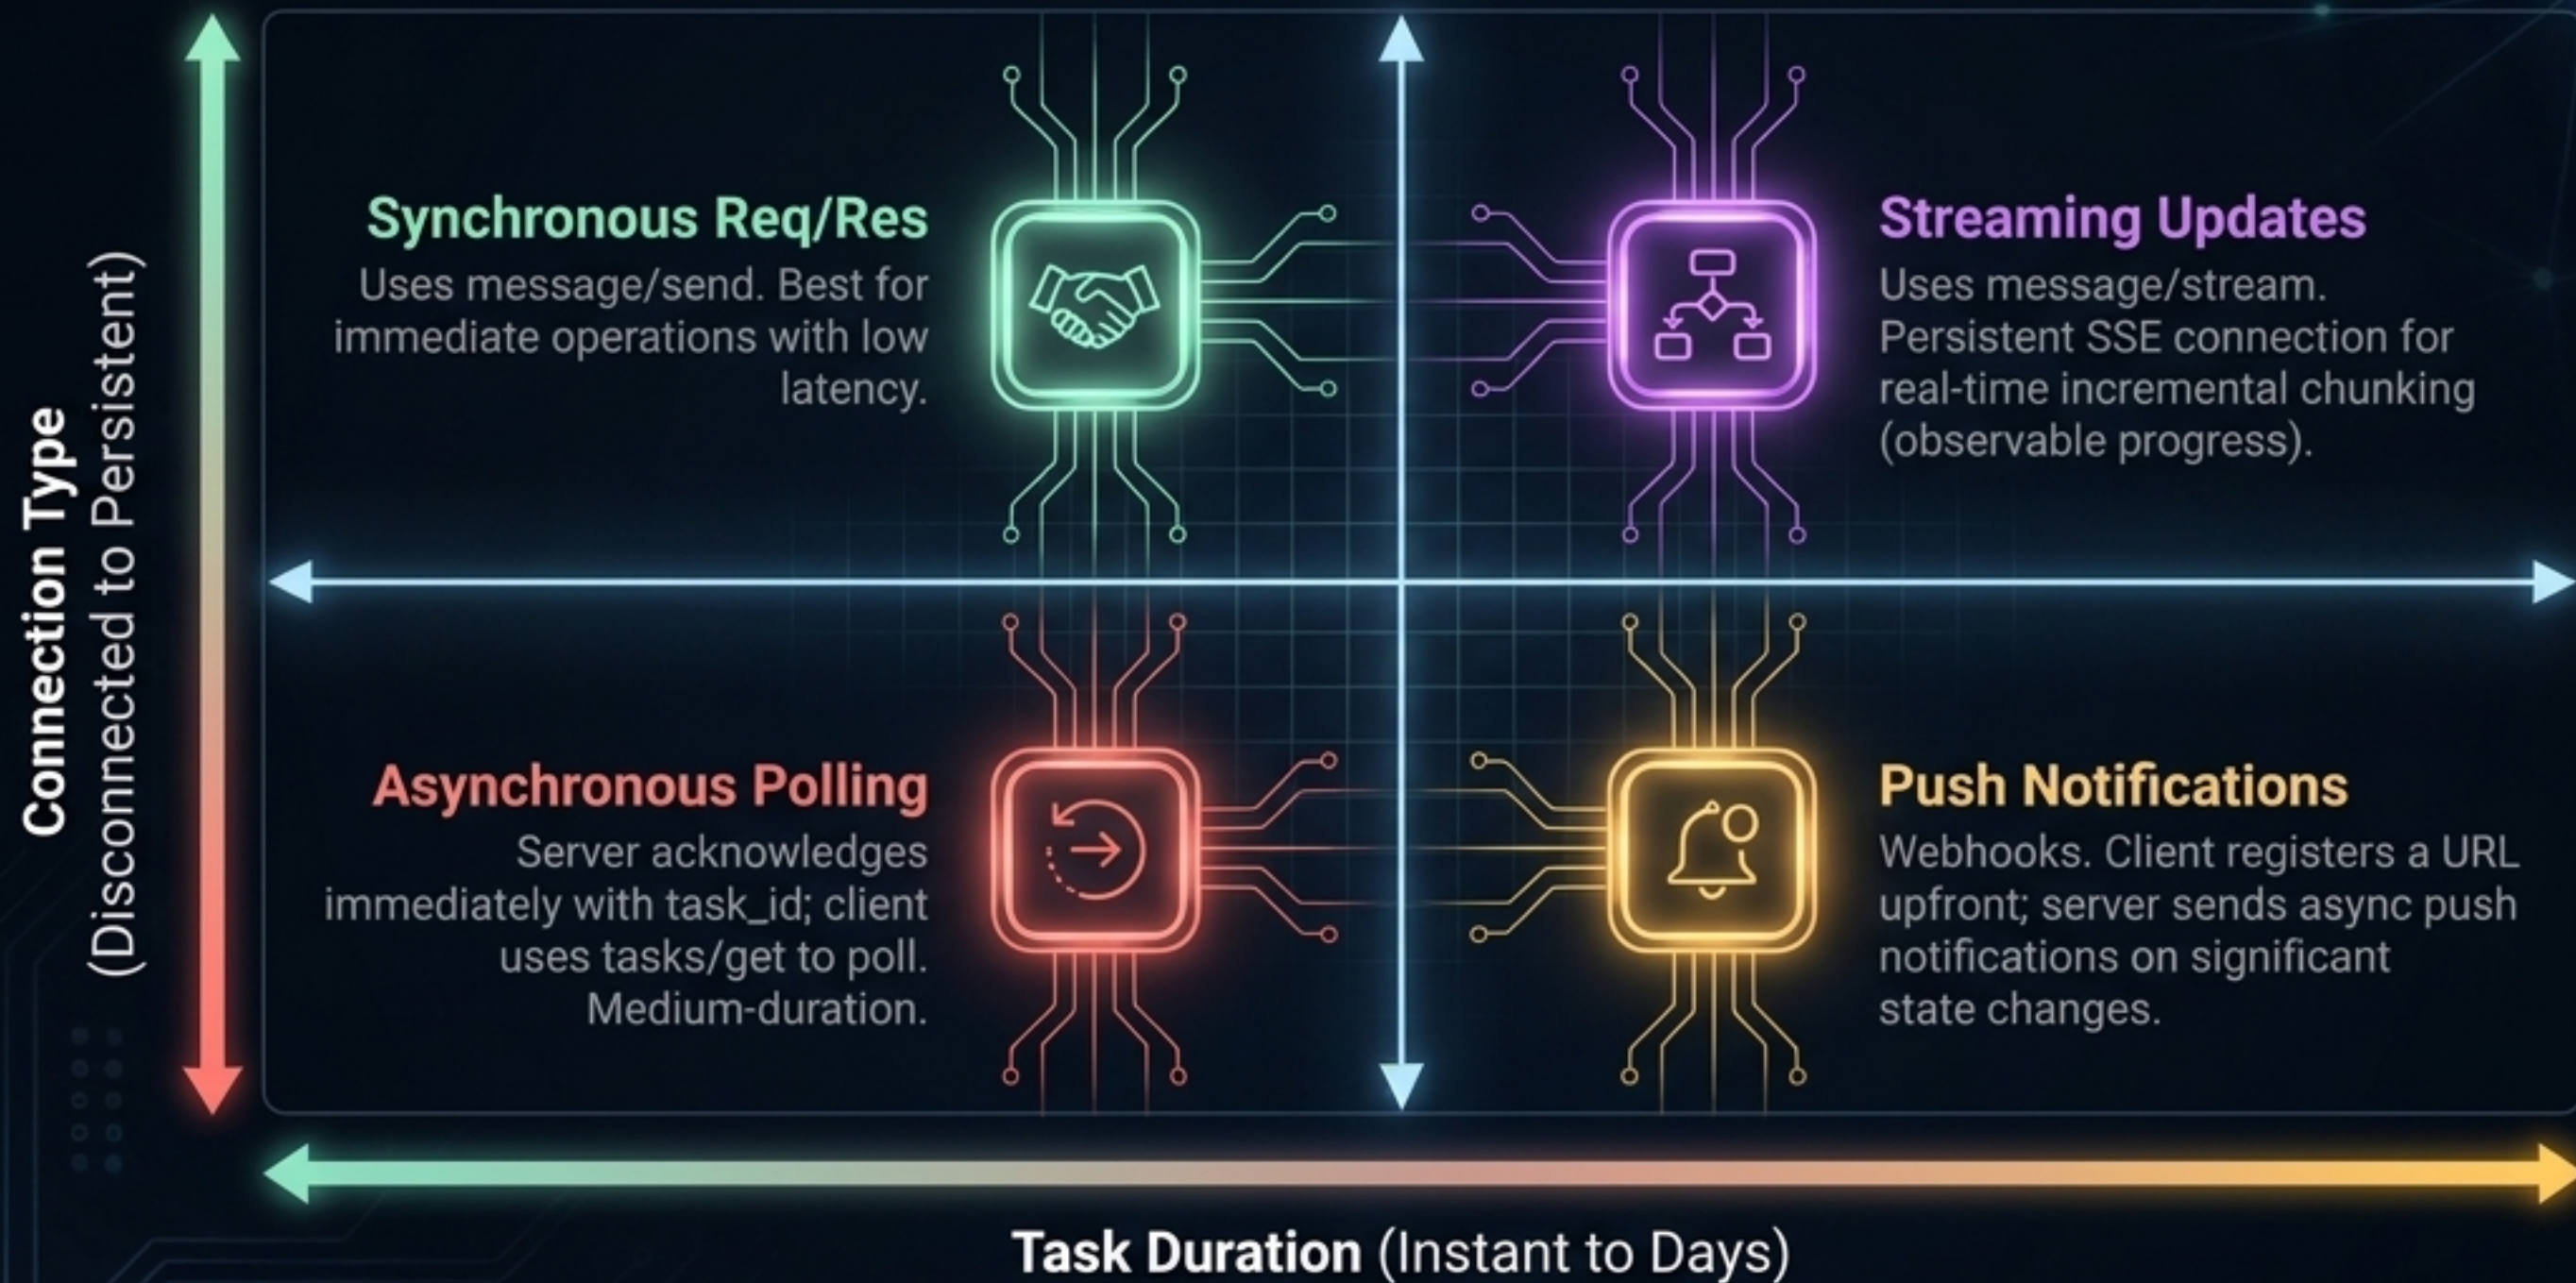 Connection Type
(Disconnected to Persistent)
Synchronous Req/Res
Uses message/send. Best for
immediate operations with low
latency.
Streaming Updates
Uses message/stream.
Persistent SSE connection for
real-time incremental chunking
(observable progress).
Asynchronous Polling
Server acknowledges
immediately with task_id; client
uses tasks/get to poll.
Medium-duration.
Push Notifications
Webhooks. Client registers a URL
upfront; server sends async push
notifications on significant
state changes.
Task Duration (Instant to Days)